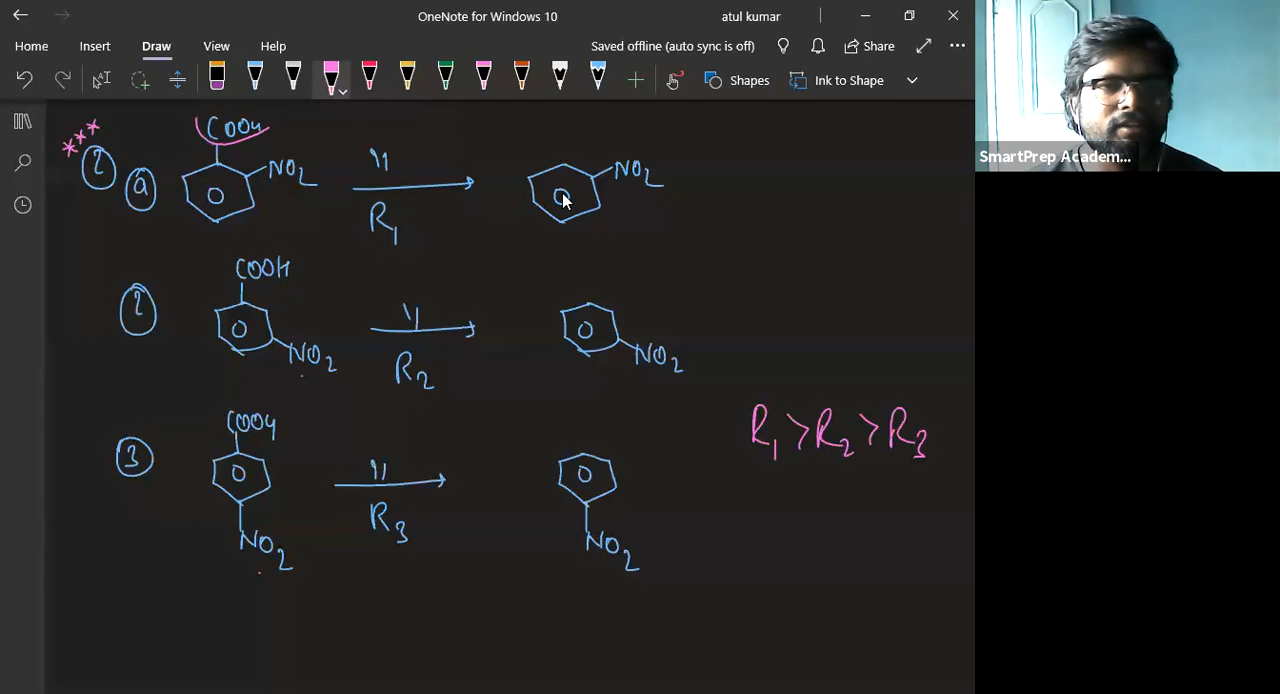 OneNote for Windows 10
atul kumar
Home Insert Draw View Help
Saved offline (auto sync is off)
Share
Shapes
Ink to Shape
SmartPrep Academ...
***
2 a
COOH
NO2
R1
NO2
2
COOH
NO2
R2
NO2
3
COOH
NO2
R3
NO2
R1 > R2 > R3